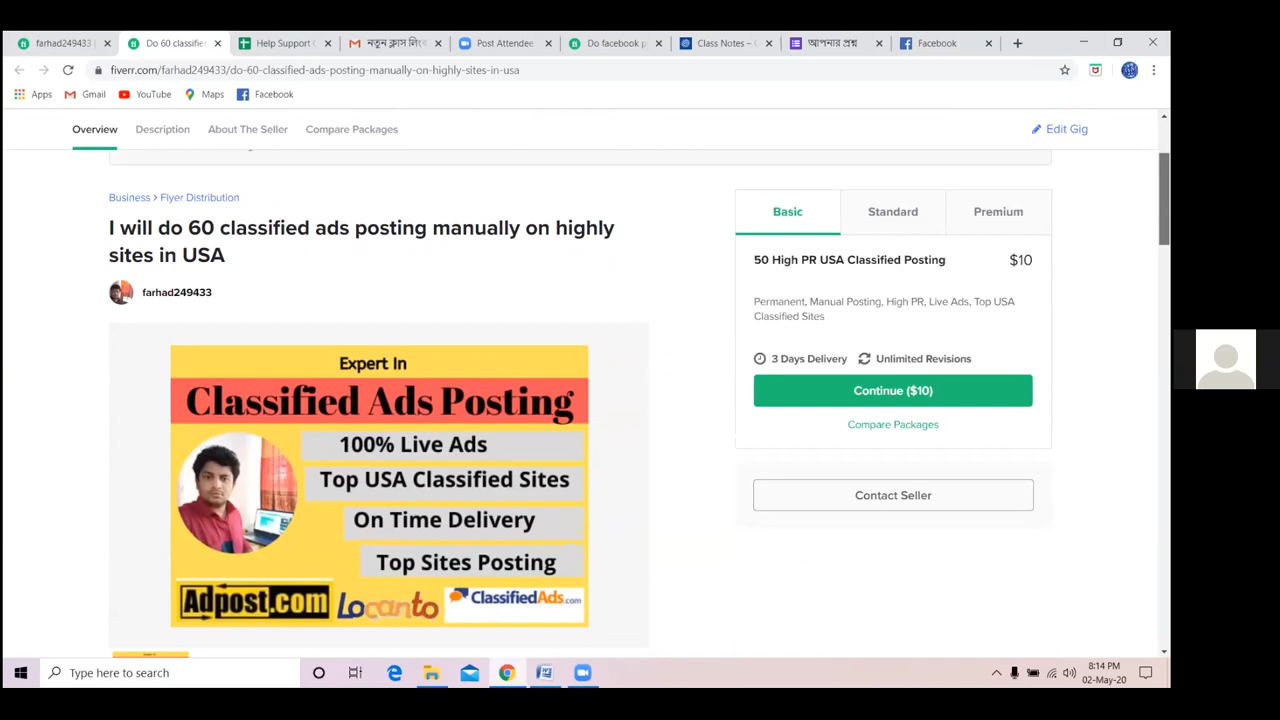 farhad249433 |
Do 60 classifie
Help Support C
নতুন ক্লাস লিংক
Post Attendee
Do facebook p
Class Notes –
আপনার প্রশ্ন
Facebook
fiverr.com/farhad249433/do-60-classified-ads-posting-manually-on-highly-sites-in-usa
Apps Gmail YouTube Maps Facebook
Overview Description About The Seller Compare Packages Edit Gig
Business > Flyer Distribution
I will do 60 classified ads posting manually on highly
sites in USA
farhad249433
Expert In
Classified Ads Posting
100% Live Ads
Top USA Classified Sites
On Time Delivery
Top Sites Posting
Adpost.com Locanto ClassifiedAds.com
Basic Standard Premium
50 High PR USA Classified Posting $10
Permanent, Manual Posting, High PR, Live Ads, Top USA
Classified Sites
3 Days Delivery Unlimited Revisions
Continue ($10)
Compare Packages
Contact Seller
Type here to search
8:14 PM
02-May-20